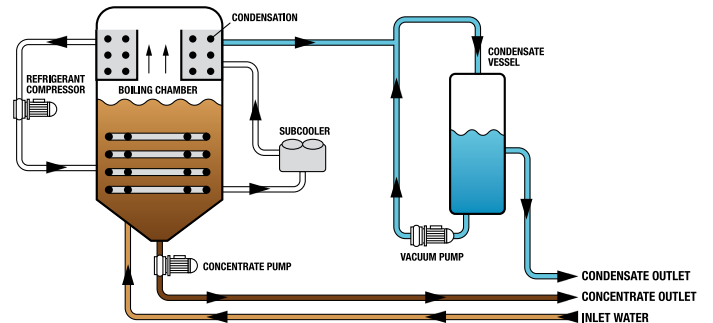 CONDENSATION
CONDENSATE
VESSEL
REFRIGERANT
COMPRESSOR
BOILING CHAMBER
SUBCOOLER
VACUUM PUMP
CONCENTRATE PUMP
CONDENSATE OUTLET
CONCENTRATE OUTLET
INLET WATER